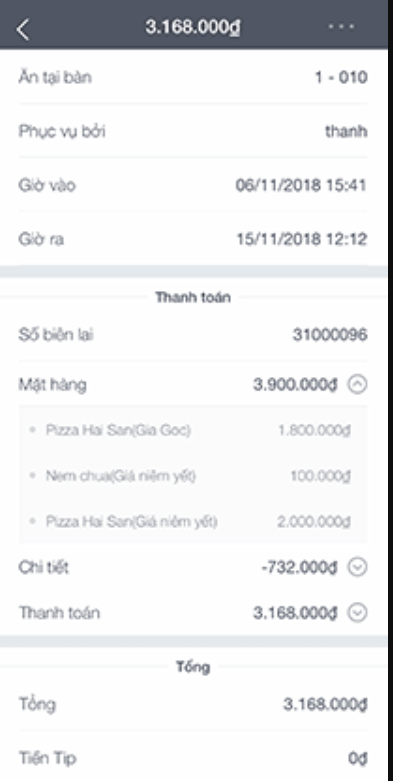 3.168.000₫
Ăn tại bàn 1 - 010
Phục vụ bởi thanh
Giờ vào 06/11/2018 15:41
Giờ ra 15/11/2018 12:12
Thanh toán
Số biên lai 31000096
Mặt hàng 3.900.000₫
Pizza Hai San(Gia Goc) 1.800.000₫
Nem chua(Giá niêm yết) 100.000₫
Pizza Hai San(Giá niêm yết) 2.000.000₫
Chi tiết -732.000₫
Thanh toán 3.168.000₫
Tổng
Tổng 3.168.000₫
Tiền Tip 0₫